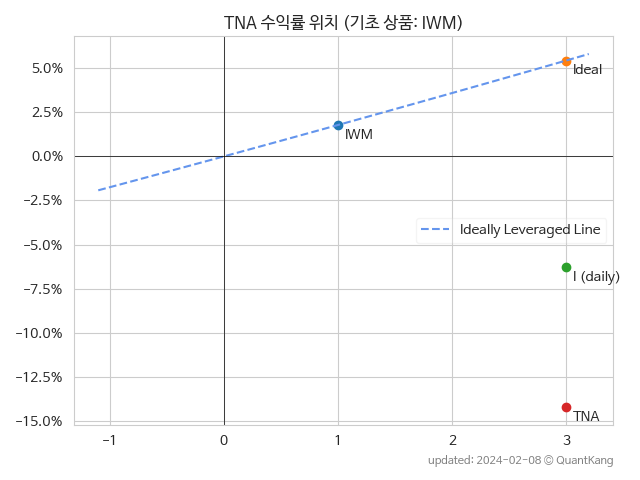 TNA 수익률 위치 (기초 상품: IWM)
5.0%
2.5%
0.0%
−2.5%
−5.0%
−7.5%
−10.0%
−12.5%
−15.0%
Ideal
IWM
Ideally Leveraged Line
I (daily)
TNA
−1 0 1 2 3
updated: 2024-02-08 © QuantKang